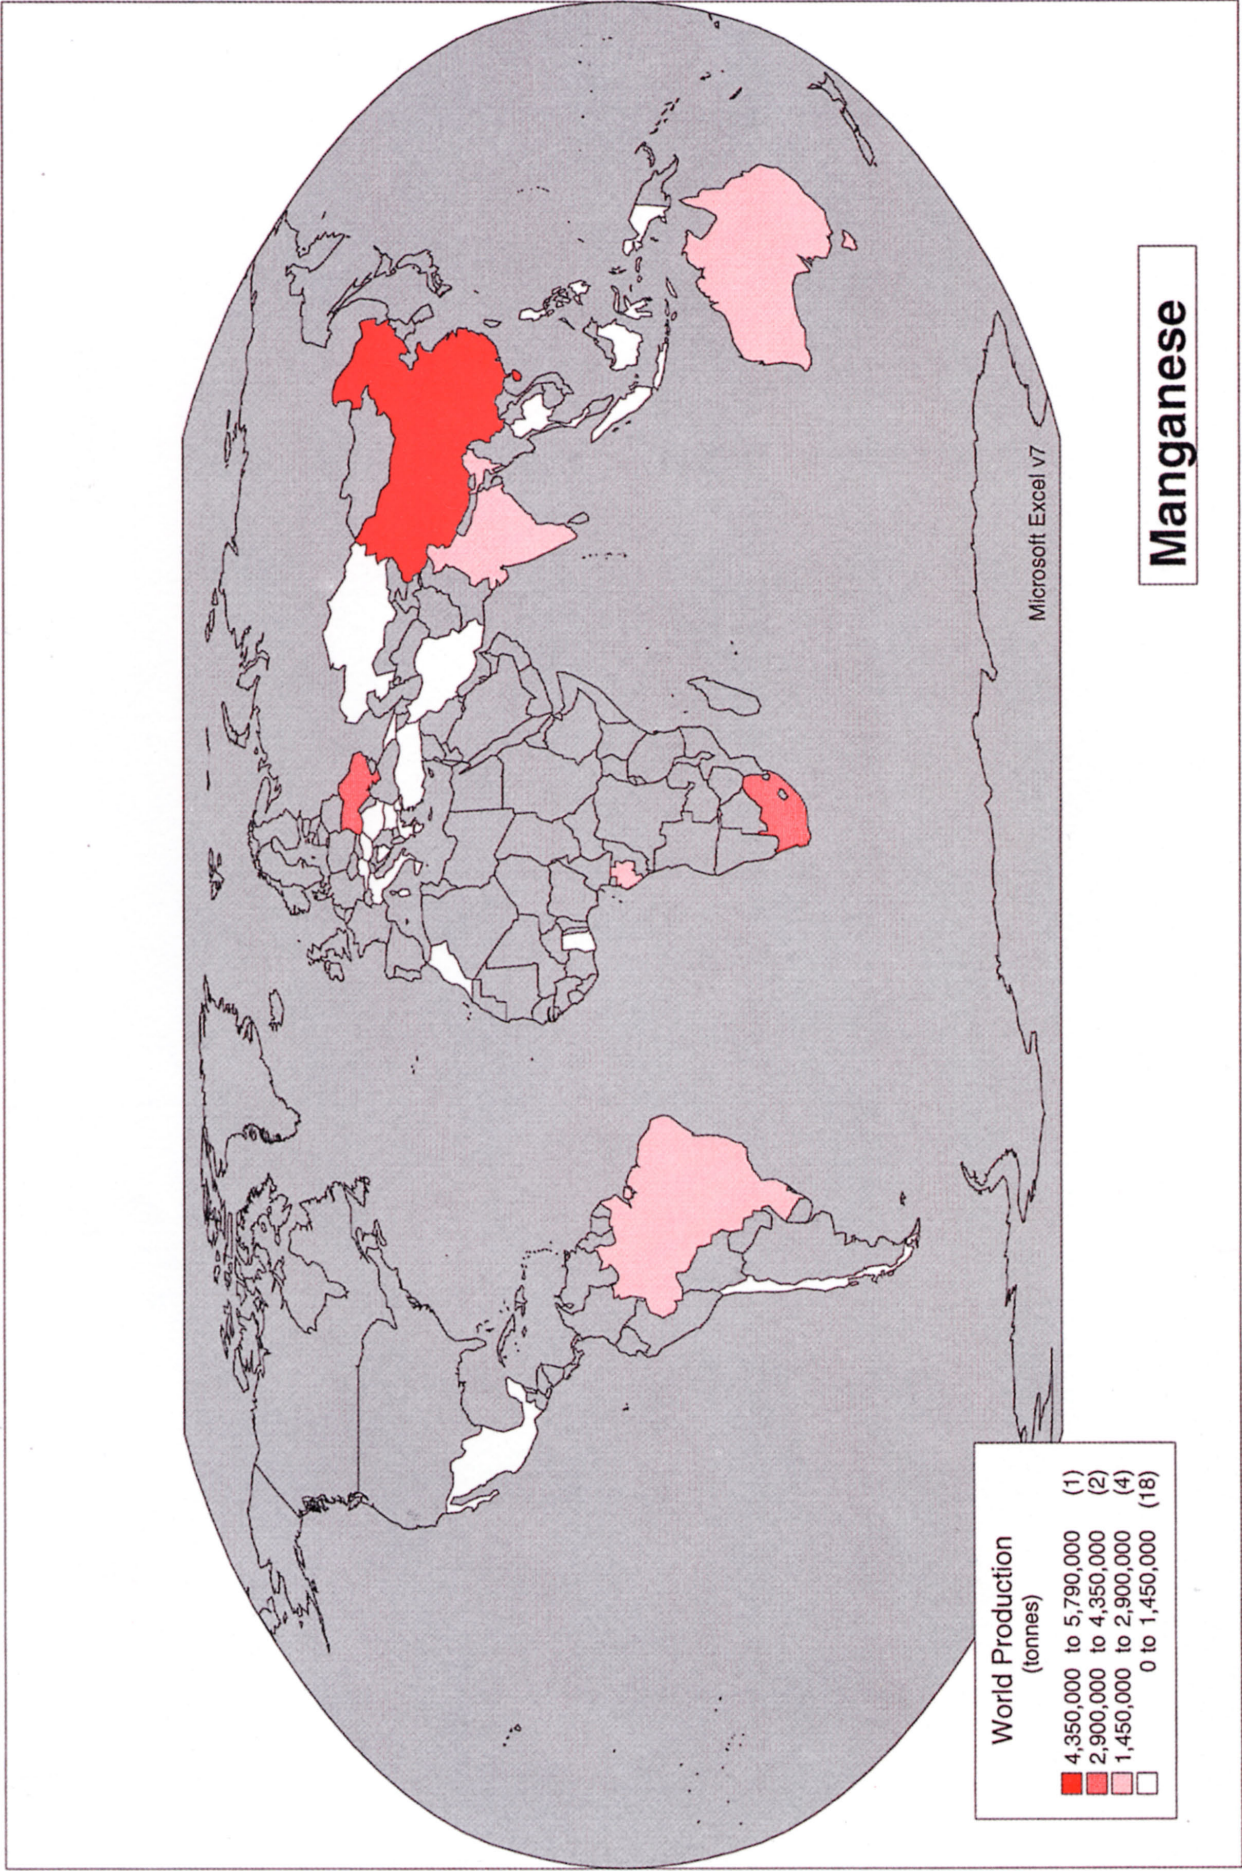 Microsoft Excel v7
World Production
(tonnes)
4,350,000 to 5,790,000 (1)
2,900,000 to 4,350,000 (2)
1,450,000 to 2,900,000 (4)
0 to 1,450,000 (18)
Manganese